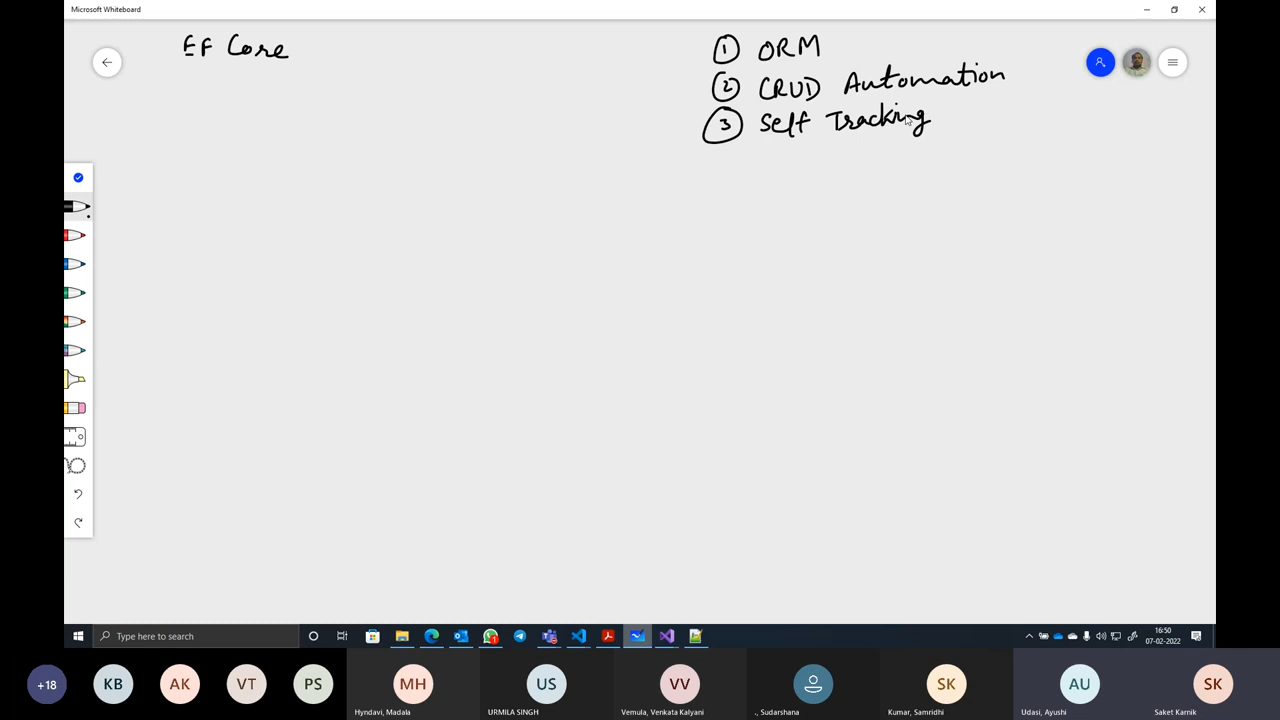 Microsoft Whiteboard
EF Core
① ORM
② CRUD Automation
③ Self Tracking
Type here to search
1
16:50
07-02-2022
+18
KB
AK
VT
PS
MH
Hyndavi, Madala
US
URMILA SINGH
VV
Vemula, Venkata Kalyani
., Sudarshana
SK
Kumar, Samridhi
AU
Udasi, Ayushi
SK
Saket Karnik